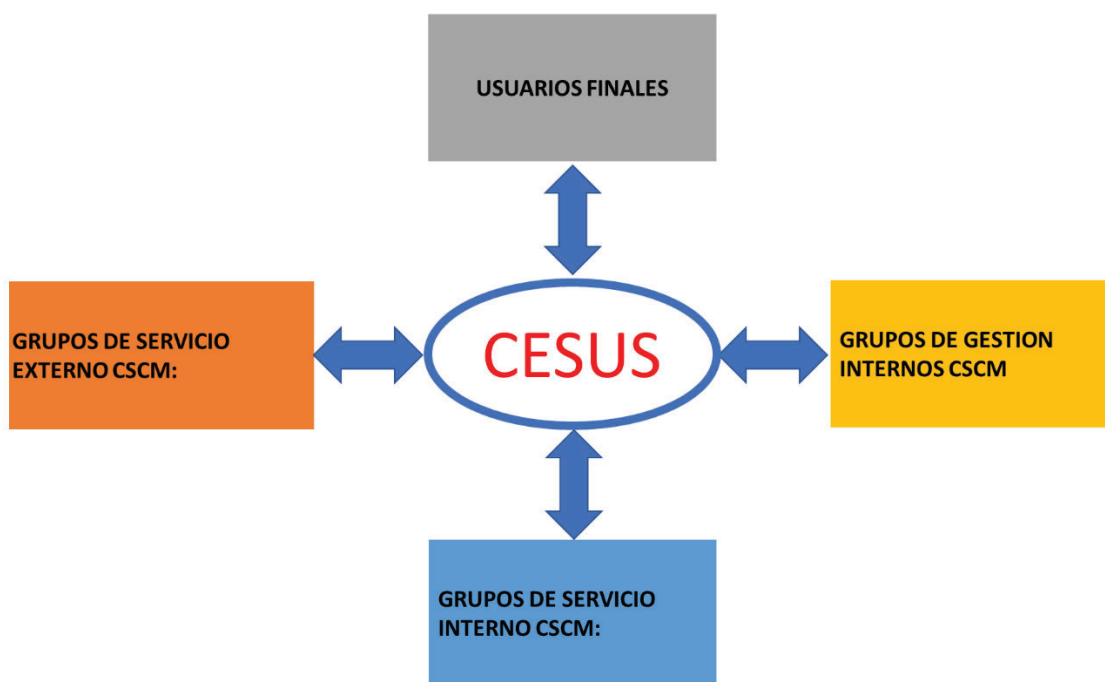 USUARIOS FINALES
GRUPOS DE SERVICIO
EXTERNO CSCM:
CESUS
GRUPOS DE GESTION
INTERNOS CSCM
GRUPOS DE SERVICIO
INTERNO CSCM: